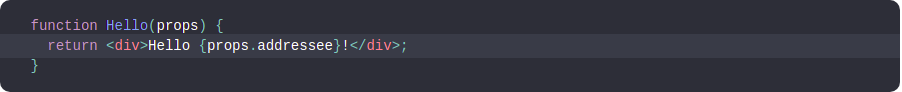 function Hello(props) {
  return <div>Hello {props.addressee}!</div>;
}